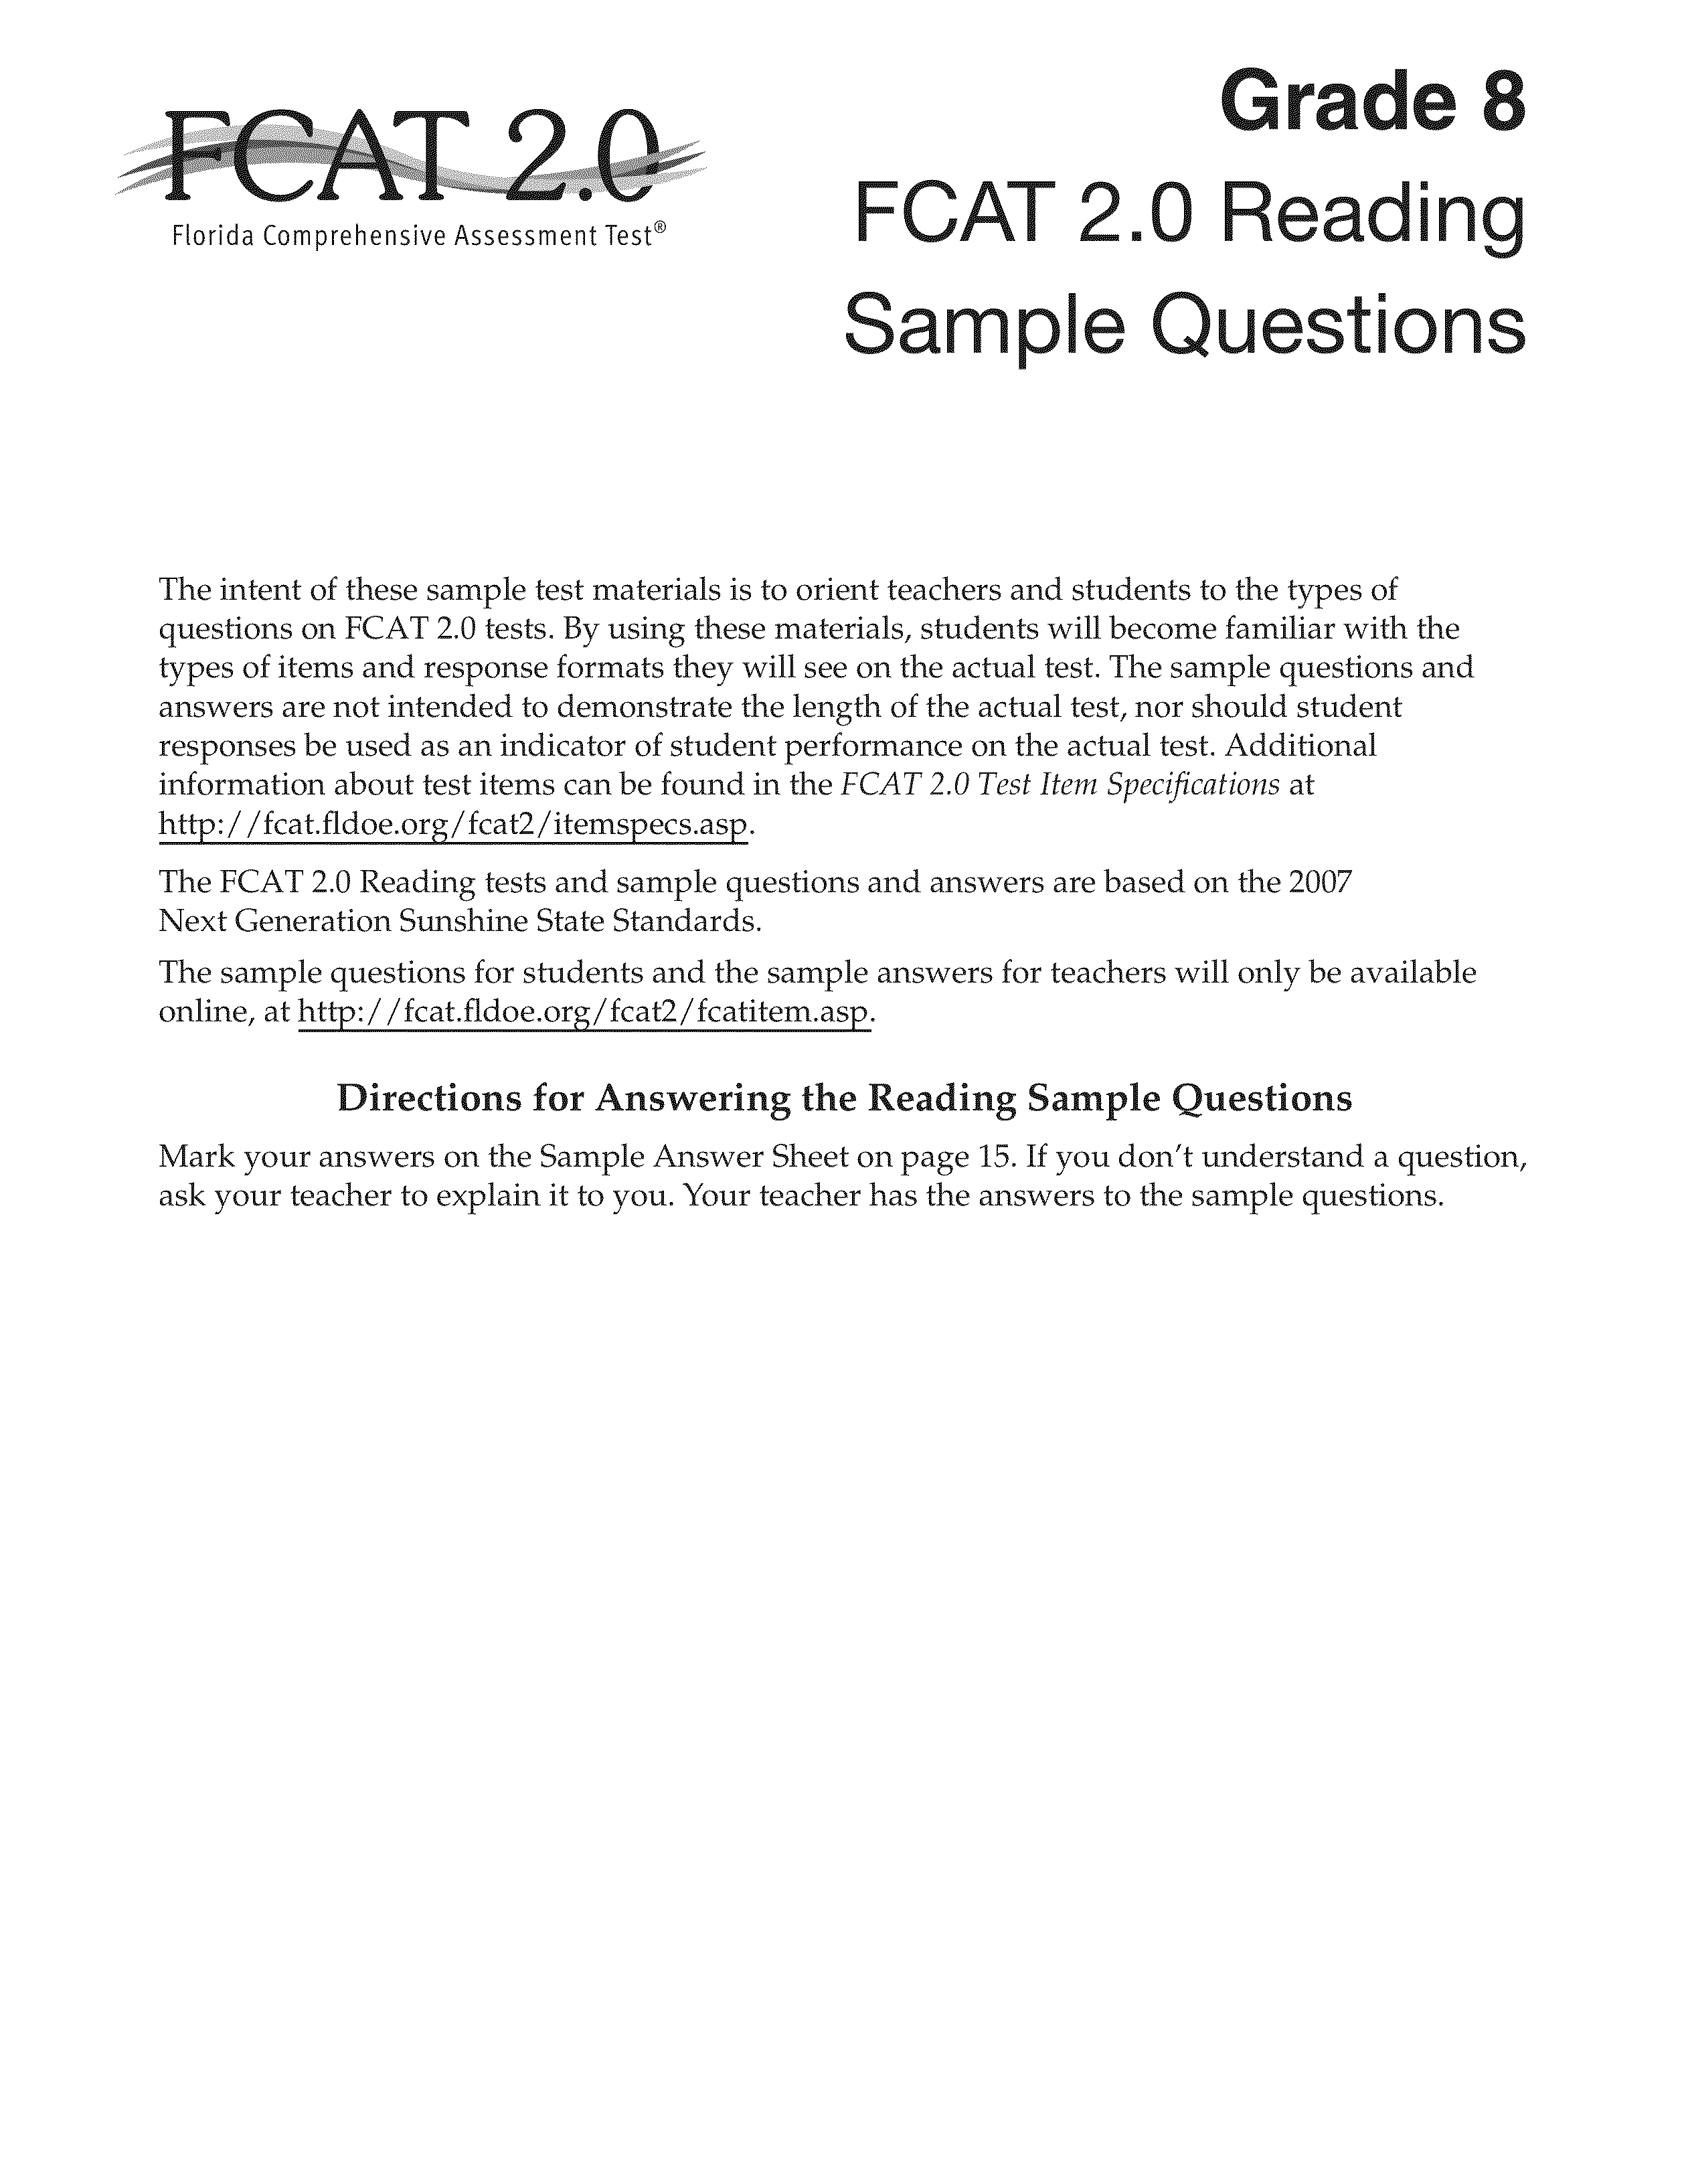 FCAT 2.0
Florida Comprehensive Assessment Test®
Grade 8
FCAT 2.0 Reading
Sample Questions
The intent of these sample test materials is to orient teachers and students to the types of
questions on FCAT 2.0 tests. By using these materials, students will become familiar with the
types of items and response formats they will see on the actual test. The sample questions and
answers are not intended to demonstrate the length of the actual test, nor should student
responses be used as an indicator of student performance on the actual test. Additional
information about test items can be found in the FCAT 2.0 Test Item Specifications at
http://fcat.fldoe.org/fcat2/itemspecs.asp.
The FCAT 2.0 Reading tests and sample questions and answers are based on the 2007
Next Generation Sunshine State Standards.
The sample questions for students and the sample answers for teachers will only be available
online, at http://fcat.fldoe.org/fcat2/fcatitem.asp.
Directions for Answering the Reading Sample Questions
Mark your answers on the Sample Answer Sheet on page 15. If you don't understand a question,
ask your teacher to explain it to you. Your teacher has the answers to the sample questions.